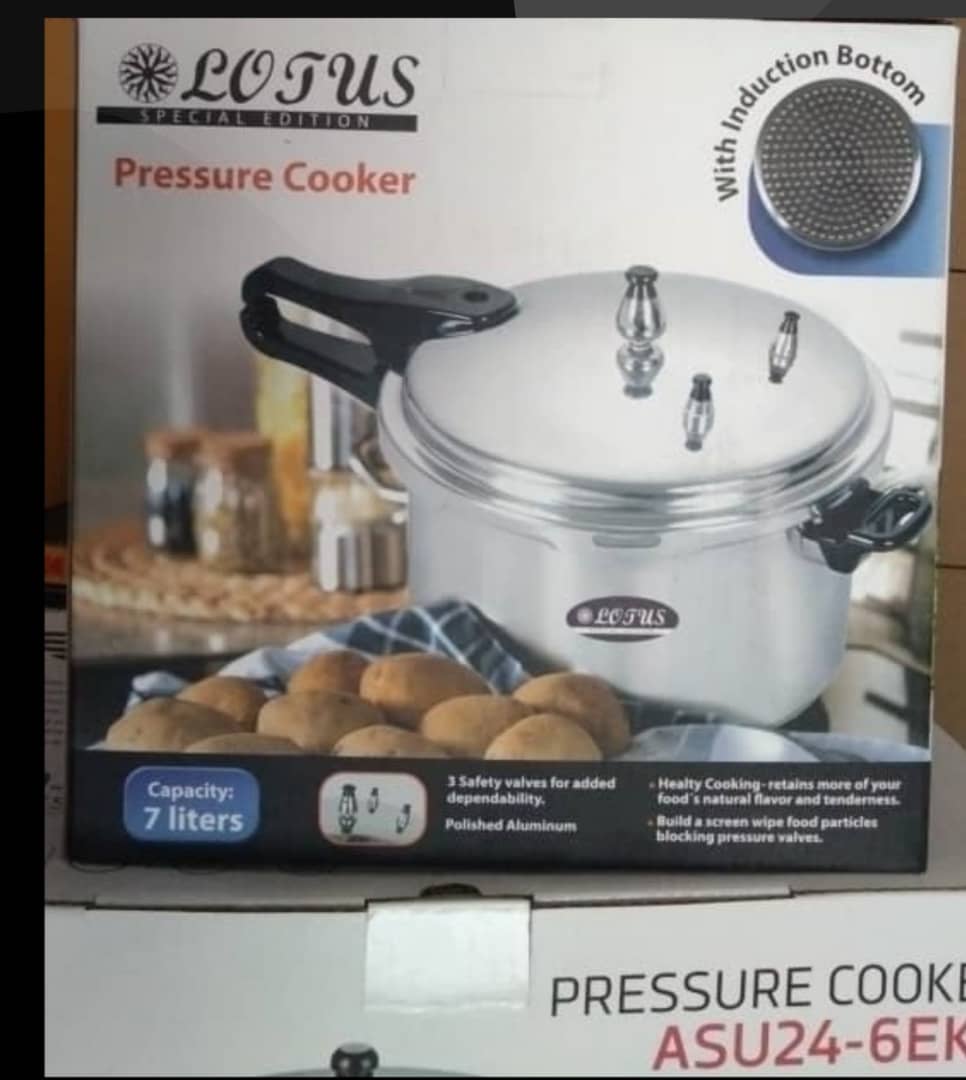 LOTUS
SPECIAL EDITION
Pressure Cooker
With Induction Bottom
LOTUS
Capacity:
7 liters
3 Safety valves for added
dependability.
Polished Aluminum
Healty Cooking-retains more of your
food's natural flavor and tenderness.
Build a screen wipe food particles
blocking pressure valves.
PRESSURE COOKE
ASU24-6EK